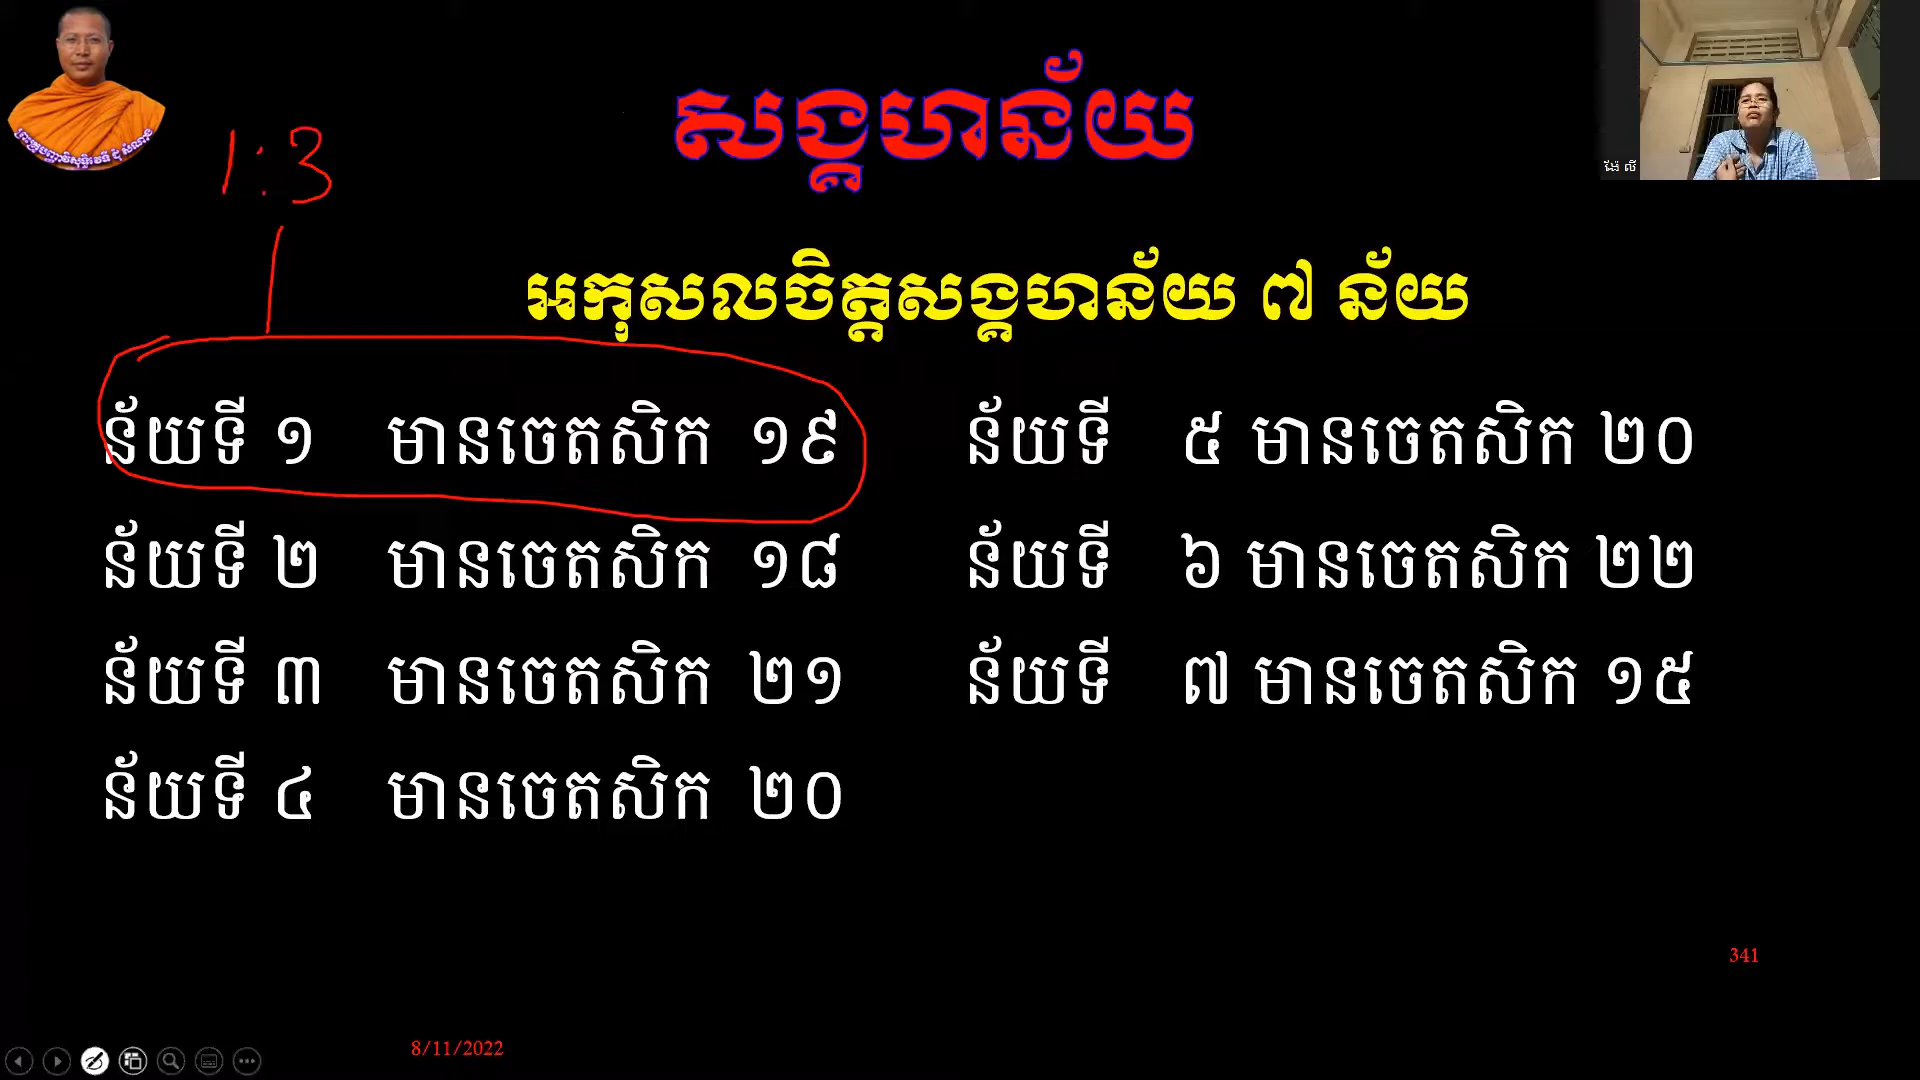 សង្គហន័យ
1:3
អកុសលចិត្តសង្គហន័យ ៧ ន័យ
ន័យទី ១ មានចេតសិក ១៩
ន័យទី ២ មានចេតសិក ១៨
ន័យទី ៣ មានចេតសិក ២១
ន័យទី ៤ មានចេតសិក ២០
ន័យទី ៥ មានចេតសិក ២០
ន័យទី ៦ មានចេតសិក ២២
ន័យទី ៧ មានចេតសិក ១៥
341
8/11/2022